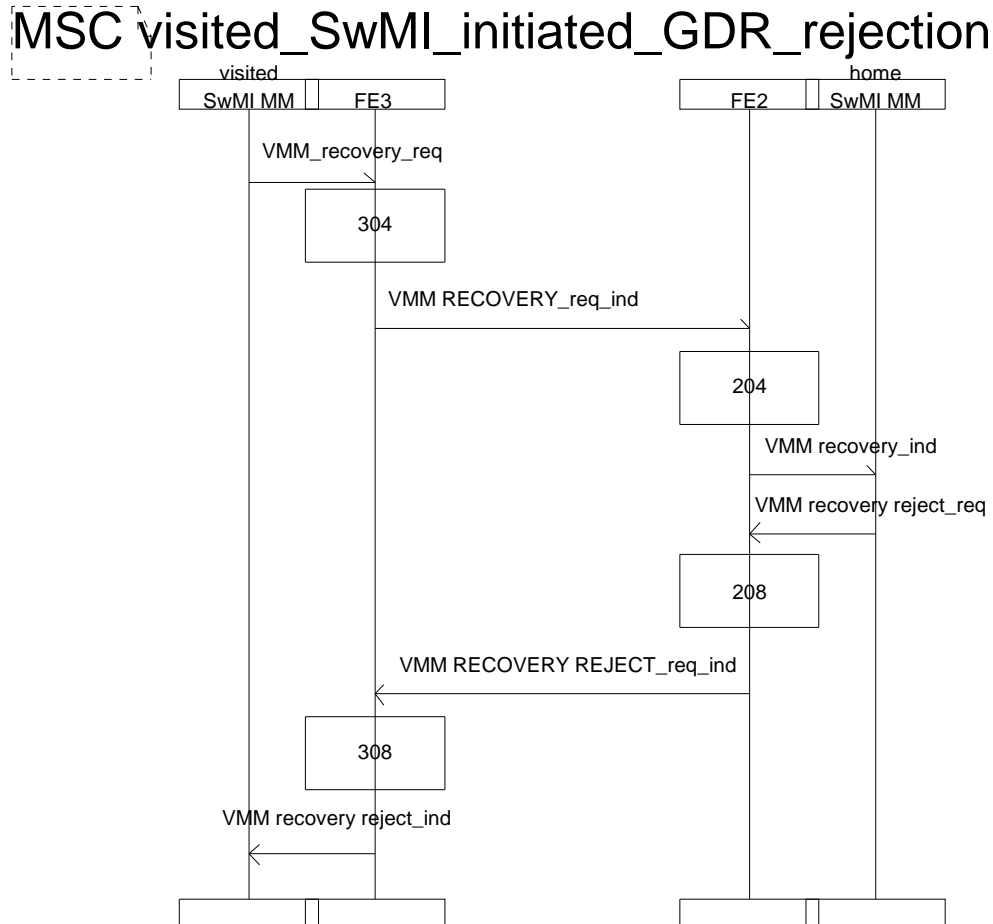 MSC visited_SwMI_initiated_GDR_rejection
visited
SwMI MM
FE3
FE2
home
SwMI MM
VMM_recovery_req
304
VMM RECOVERY_req_ind
204
VMM recovery_ind
VMM recovery reject_req
208
VMM RECOVERY REJECT_req_ind
308
VMM recovery reject_ind